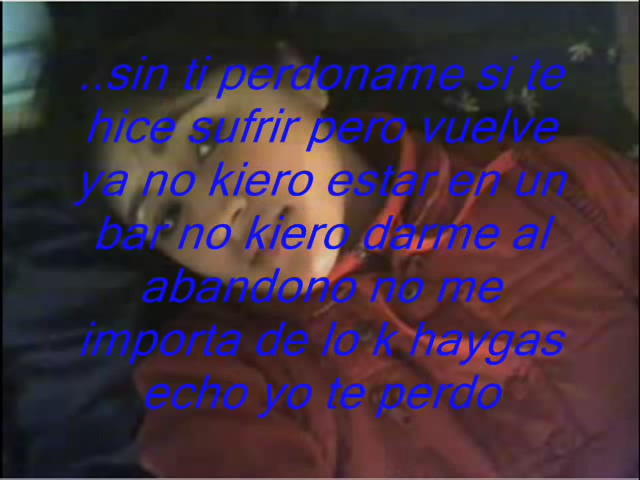 ..sin ti perdoname si te
hice sufrir pero vuelve
ya no kiero estar en un
bar no kiero darme al
abandono no me
importa de lo k haygas
echo yo te perdo